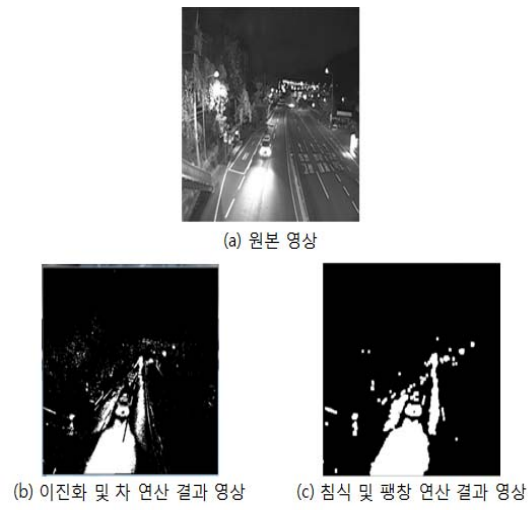 (a) 원본 영상
(b) 이진화 및 차 연산 결과 영상
(c) 침식 및 팽창 연산 결과 영상